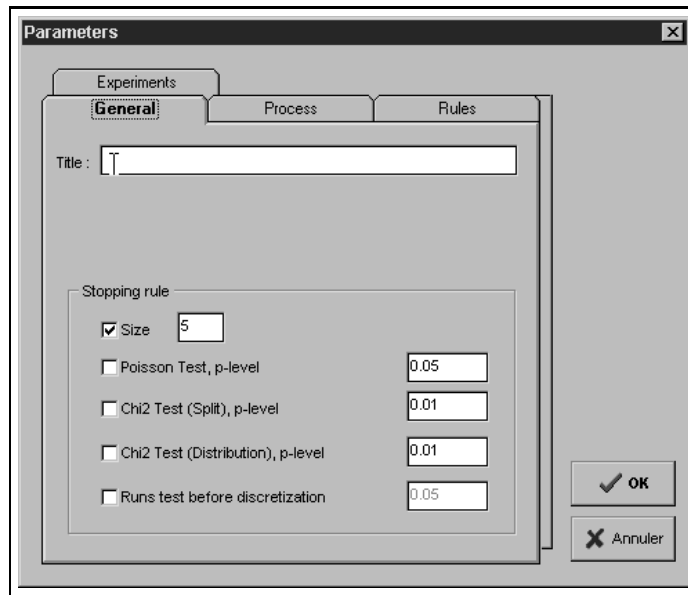 Parameters
Experiments
General Process Rules
Title :
Stopping rule
Size 5
Poisson Test, p-level 0.05
Chi2 Test (Split), p-level 0.01
Chi2 Test (Distribution), p-level 0.01
Runs test before discretization 0.05
OK
Annuler